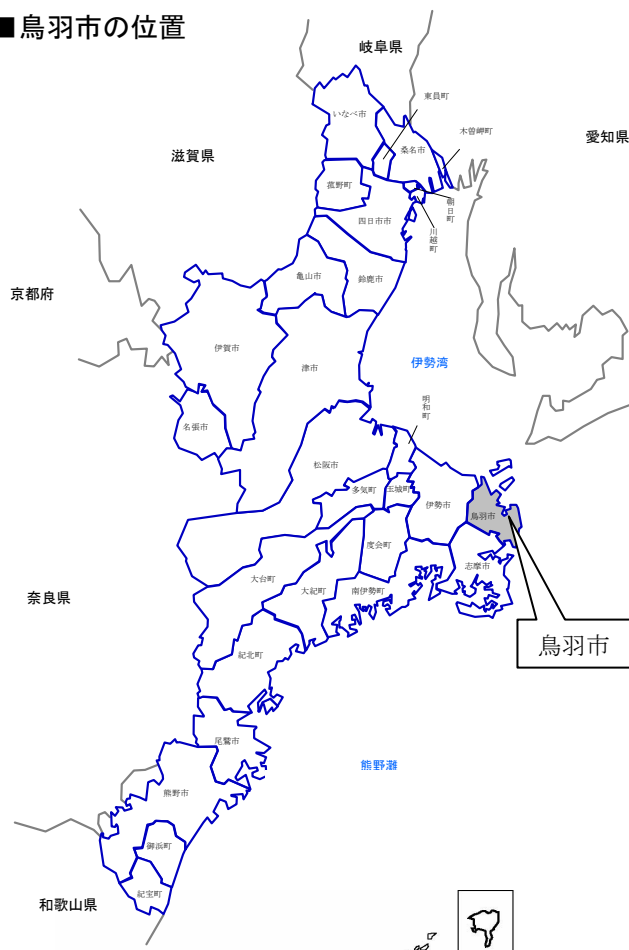 ■鳥羽市の位置
岐阜県
東員町
いなべ市
木曽岬町
愛知県
桑名市
滋賀県
菰野町
朝日町
四日市市
川越町
亀山市
鈴鹿市
京都府
伊賀市
伊勢湾
津市
明和町
名張市
松阪市
多気町
玉城町
伊勢市
鳥羽市
度会町
志摩市
大台町
大紀町
南伊勢町
奈良県
鳥羽市
紀北町
尾鷲市
熊野灘
熊野市
御浜町
紀宝町
和歌山県